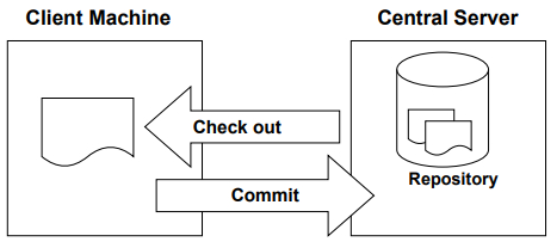 Client Machine
Central Server
Check out
Commit
Repository